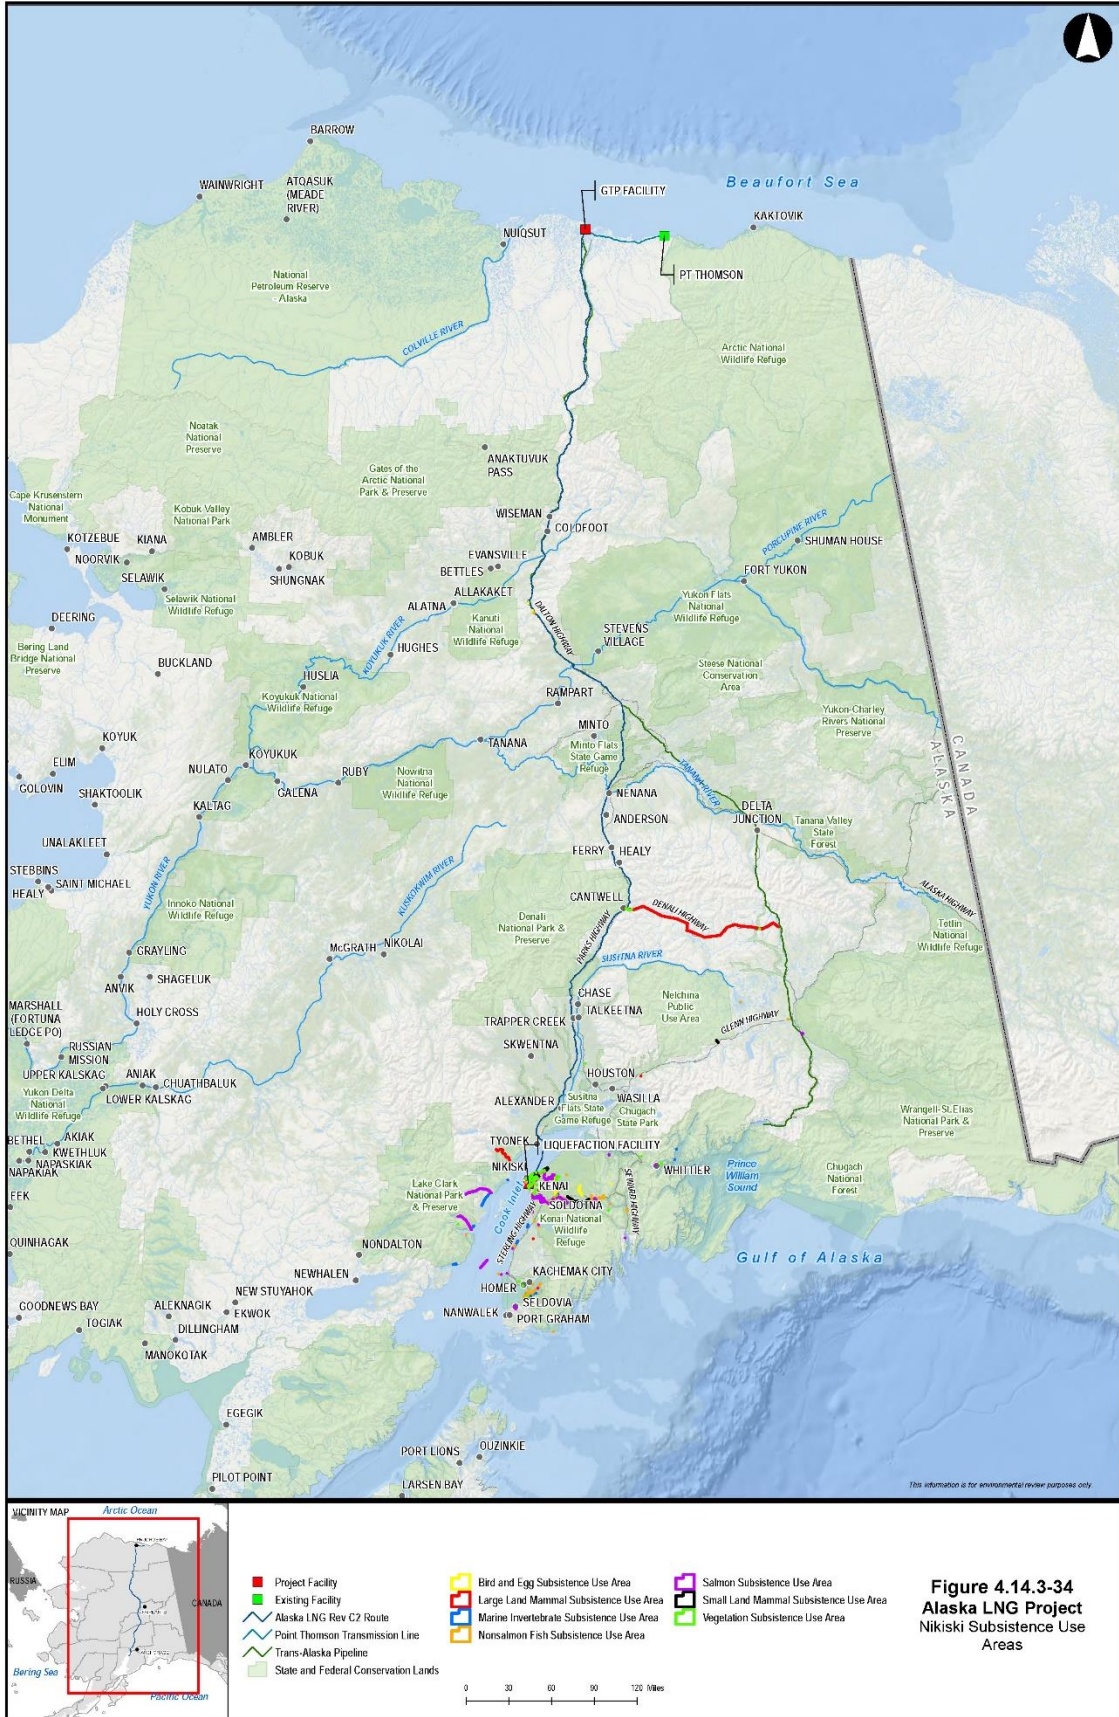 BARROW
WAINWRIGHT
ATQASUK
(MEADE
RIVER)
GTP FACILITY
Beaufort Sea
KAKTOVIK
NUIQSUT
PT THOMSON
National
Petroleum Reserve
- Alaska
COLVILLE RIVER
Arctic National
Wildlife Refuge
Noatak
National
Preserve
ANAKTUVUK
PASS
Gates of the
Arctic National
Park & Preserve
Cape Krusenstern
National
Monument
Kobuk Valley
National Park
WISEMAN
COLDFOOT
PORCUPINE RIVER
SHUMAN HOUSE
KOTZEBUE
KIANA
AMBLER
NOORVIK
KOBUK
SHUNGNAK
EVANSVILLE
BETTLES
FORT YUKON
SELAWIK
Selawik National
Wildlife Refuge
ALLAKAKET
ALATNA
Kanuti
National
Wildlife Refuge
DALTON HIGHWAY
Yukon Flats
National
Wildlife Refuge
DEERING
Bering Land
Bridge National
Preserve
BUCKLAND
KOYUKUK RIVER
HUGHES
STEVENS
VILLAGE
Steese National
Conservation
Area
HUSLIA
Koyukuk National
Wildlife Refuge
RAMPART
Yukon-Charley
Rivers National
Preserve
MINTO
Minto Flats
State Game
Refuge
CANADA
ALASKA
KOYUK
KOYUKUK
TANANA
ELIM
GOLOVIN
NULATO
GALENA
RUBY
Nowitna
National
Wildlife Refuge
TANANA RIVER
SHAKTOOLIK
KALTAG
NENANA
ANDERSON
DELTA
JUNCTION
Tanana Valley
State
Forest
UNALAKLEET
FERRY
HEALY
STEBBINS
SAINT MICHAEL
HEALY
YUKON RIVER
Innoko National
Wildlife Refuge
KUSKOKWIM RIVER
CANTWELL
DENALI HIGHWAY
ALASKA HIGHWAY
Denali
National Park &
Preserve
PARKS HIGHWAY
Tetlin
National
Wildlife Refuge
GRAYLING
McGRATH
NIKOLAI
SUSITNA RIVER
ANVIK
SHAGELUK
CHASE
TALKEETNA
Nelchina
Public
Use Area
MARSHALL
(FORTUNA
LEDGE PO)
HOLY CROSS
TRAPPER CREEK
GLENN HIGHWAY
RUSSIAN
MISSION
SKWENTNA
UPPER KALSKAG
ANIAK
CHUATHBALUK
LOWER KALSKAG
HOUSTON
WASILLA
Yukon Delta
National
Wildlife Refuge
ALEXANDER
Susitna
Flats State
Game Refuge
Chugach
State Park
Wrangell-St.Elias
National Park &
Preserve
BETHEL
AKIAK
KWETHLUK
NAPASKIAK
NAPAKIAK
TYONEK
LIQUEFACTION FACILITY
NIKISKI
KENAI
WHITTIER
Prince
William
Sound
Chugach
National
Forest
EEK
Lake Clark
National Park
& Preserve
Cook Inlet
SOLDOTNA
Kenai National
Wildlife
Refuge
SEWARD HIGHWAY
STERLING HIGHWAY
QUINHAGAK
NONDALTON
Gulf of Alaska
NEWHALEN
KACHEMAK CITY
HOMER
GOODNEWS BAY
ALEKNAGIK
NEW STUYAHOK
EKWOK
SELDOVIA
NANWALEK
PORT GRAHAM
TOGIAK
DILLINGHAM
MANOKOTAK
EGEGIK
PORT LIONS
OUZINKIE
PILOT POINT
LARSEN BAY
This information is for environmental review purposes only.
VICINITY MAP
Arctic Ocean
RUSSIA
CANADA
Bering Sea
Pacific Ocean
Project Facility
Existing Facility
Alaska LNG Rev C2 Route
Point Thomson Transmission Line
Trans-Alaska Pipeline
State and Federal Conservation Lands
Bird and Egg Subsistence Use Area
Large Land Mammal Subsistence Use Area
Marine Invertebrate Subsistence Use Area
Nonsalmon Fish Subsistence Use Area
Salmon Subsistence Use Area
Small Land Mammal Subsistence Use Area
Vegetation Subsistence Use Area
0 30 60 90 120 Miles
Figure 4.14.3-34
Alaska LNG Project
Nikiski Subsistence Use
Areas